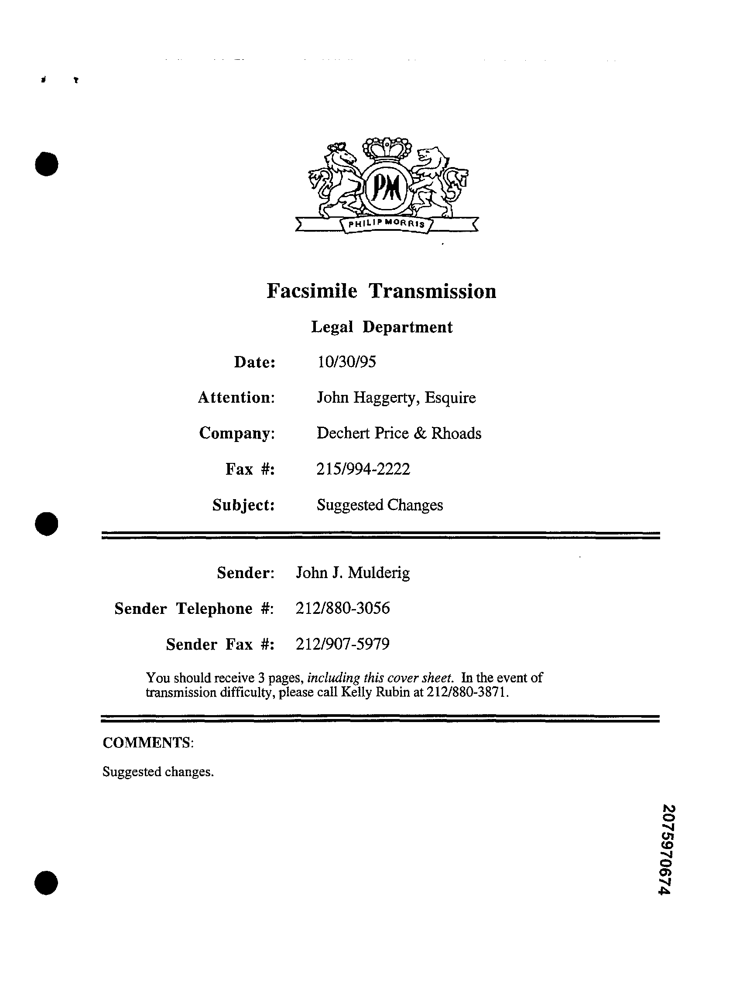 PM
PHILIP MORRIS
Facsimile Transmission
Legal Department
Date: 10/30/95
Attention: John Haggerty, Esquire
Company: Dechert Price & Rhoads
Fax #: 215/994-2222
Subject: Suggested Changes
Sender: John J. Mulderig
Sender Telephone #: 212/880-3056
Sender Fax #: 212/907-5979
You should receive 3 pages, including this cover sheet. In the event of
transmission difficulty, please call Kelly Rubin at 212/880-3871.
COMMENTS:
Suggested changes.
2075970674